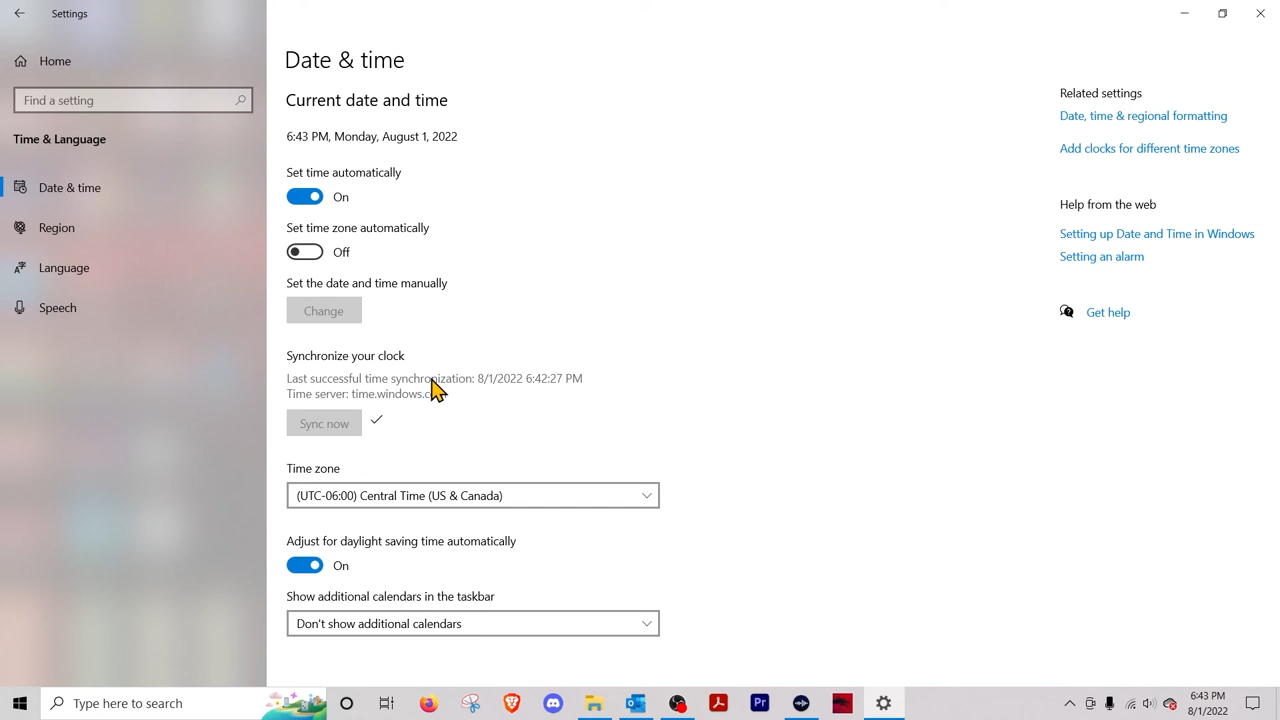 Settings
Home
Find a setting
Time & Language
Date & time
Region
Language
Speech
Date & time
Current date and time
6:43 PM, Monday, August 1, 2022
Set time automatically
On
Set time zone automatically
Off
Set the date and time manually
Change
Synchronize your clock
Last successful time synchronization: 8/1/2022 6:42:27 PM
Time server: time.windows.c
Sync now
Time zone
(UTC-06:00) Central Time (US & Canada)
Adjust for daylight saving time automatically
On
Show additional calendars in the taskbar
Don't show additional calendars
Related settings
Date, time & regional formatting
Add clocks for different time zones
Help from the web
Setting up Date and Time in Windows
Setting an alarm
Get help
Type here to search
Pr
6:43 PM
8/1/2022